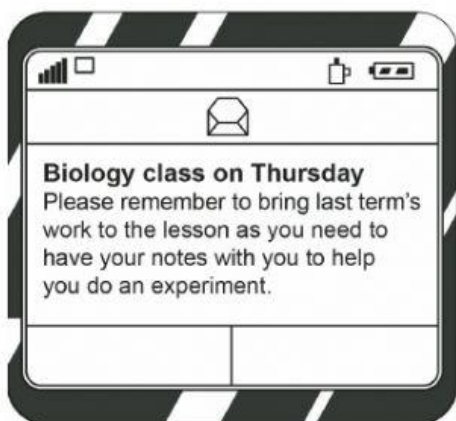 Biology class on Thursday
Please remember to bring last term's
work to the lesson as you need to
have your notes with you to help
you do an experiment.